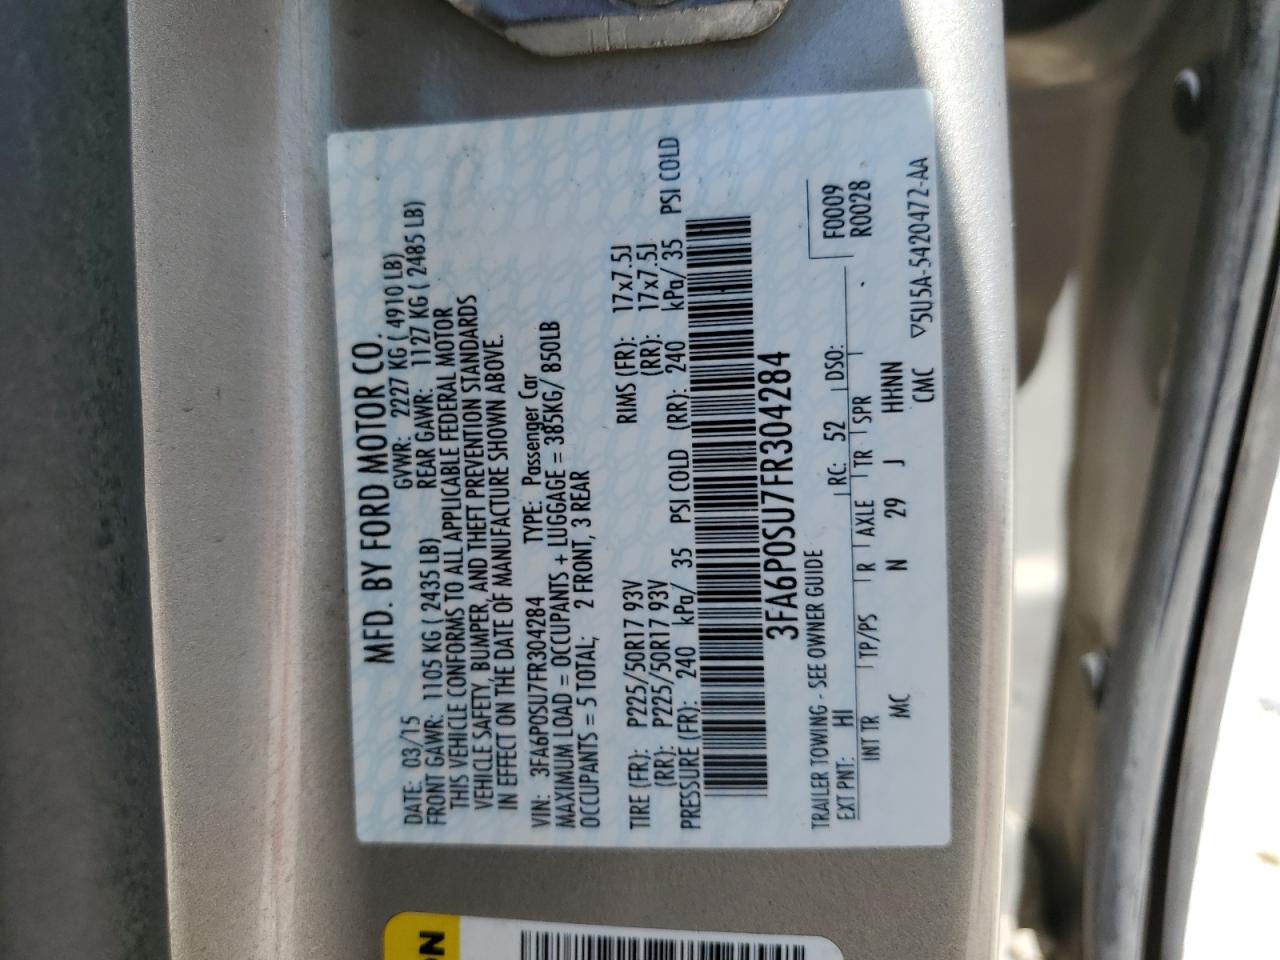 MFD. BY FORD MOTOR CO.
DATE: 03/15 GVWR: 2227 KG ( 4910 LB)
FRONT GAWR: 1105 KG ( 2435 LB) REAR GAWR: 1127 KG ( 2485 LB)
THIS VEHICLE CONFORMS TO ALL APPLICABLE FEDERAL MOTOR
VEHICLE SAFETY, BUMPER, AND THEFT PREVENTION STANDARDS
IN EFFECT ON THE DATE OF MANUFACTURE SHOWN ABOVE.
VIN: 3FA6P0SU7FR304284 TYPE: Passenger Car
MAXIMUM LOAD = OCCUPANTS + LUGGAGE = 385KG/ 850LB
OCCUPANTS = 5 TOTAL, 2 FRONT, 3 REAR
TIRE (FR): P225/50R17 93V RIMS (FR): 17x7.5J
(RR): P225/50R17 93V (RR): 17x7.5J
PRESSURE (FR): 240 kPa/ 35 PSI COLD (RR): 240 kPa/ 35 PSI COLD
3FA6P0SU7FR304284
TRAILER TOWING - SEE OWNER GUIDE F0009
EXT PNT: HI RC: 52 DSO: R0028
INT TR TP/PS R AXLE TR SPR
MC N 29 J HHNN
CMC ▽5U5A-5420472-AA